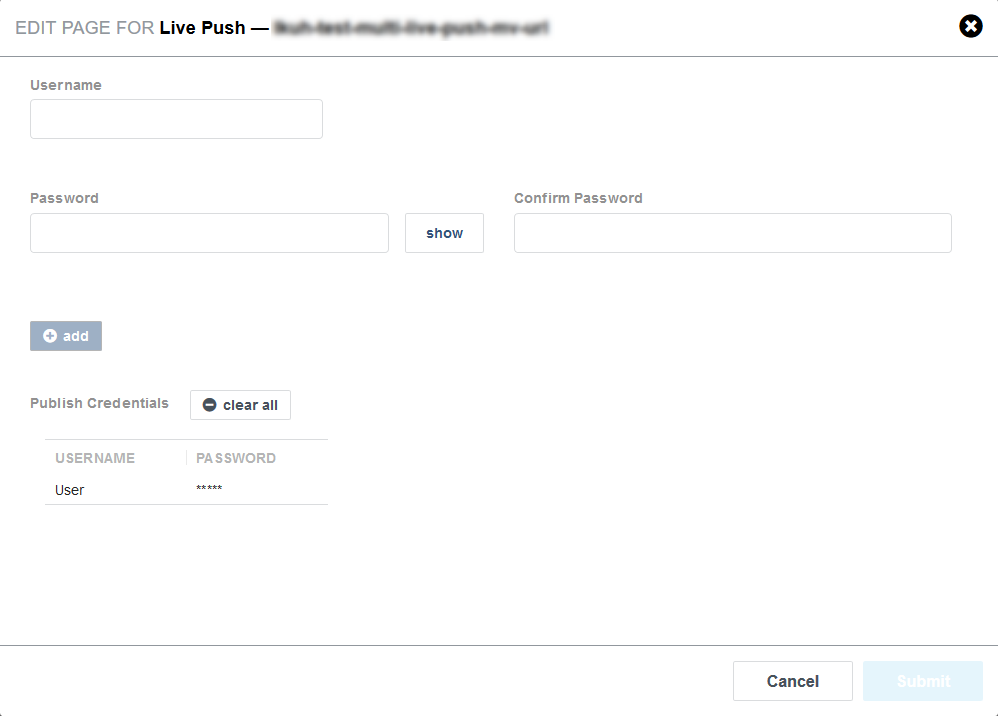 EDIT PAGE FOR Live Push —
Username
Password
Confirm Password
show
add
Publish Credentials
clear all
USERNAME PASSWORD
User *****
Cancel
Submit